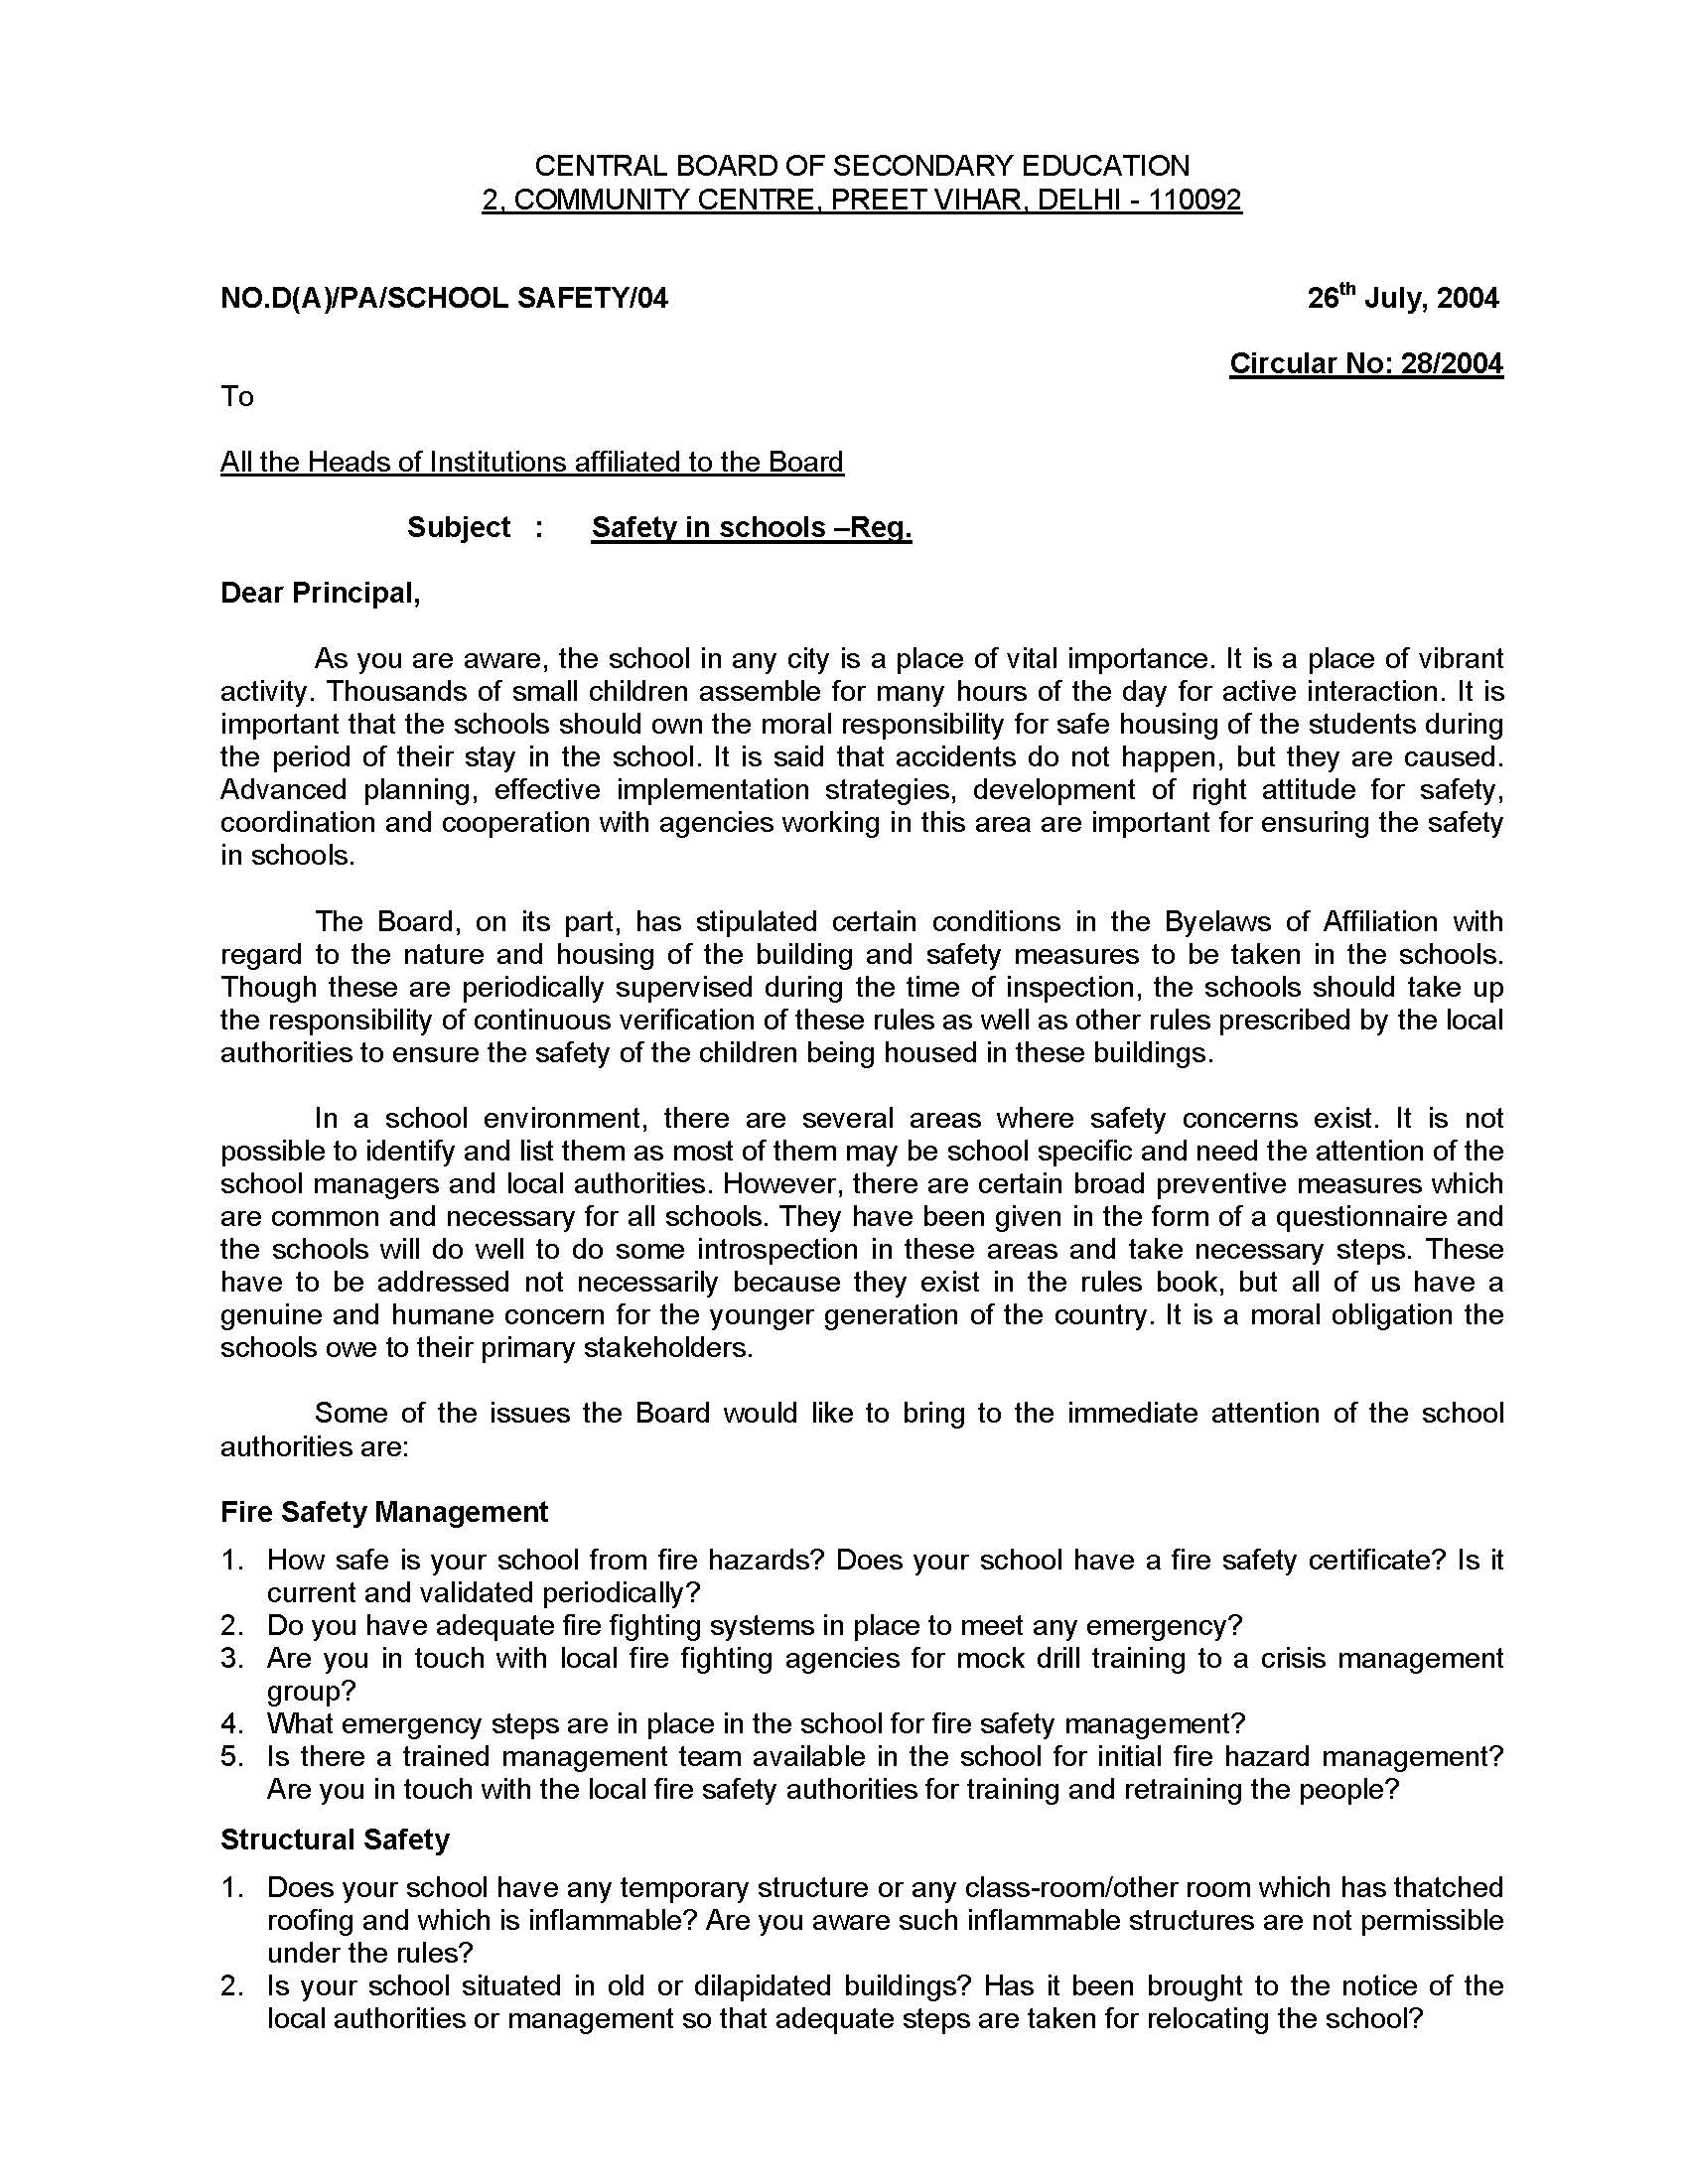 CENTRAL BOARD OF SECONDARY EDUCATION
2, COMMUNITY CENTRE, PREET VIHAR, DELHI - 110092
NO.D(A)/PA/SCHOOL SAFETY/04 26th July, 2004
Circular No: 28/2004
To
All the Heads of Institutions affiliated to the Board
Subject : Safety in schools –Reg.
Dear Principal,
As you are aware, the school in any city is a place of vital importance. It is a place of vibrant
activity. Thousands of small children assemble for many hours of the day for active interaction. It is
important that the schools should own the moral responsibility for safe housing of the students during
the period of their stay in the school. It is said that accidents do not happen, but they are caused.
Advanced planning, effective implementation strategies, development of right attitude for safety,
coordination and cooperation with agencies working in this area are important for ensuring the safety
in schools.
The Board, on its part, has stipulated certain conditions in the Byelaws of Affiliation with
regard to the nature and housing of the building and safety measures to be taken in the schools.
Though these are periodically supervised during the time of inspection, the schools should take up
the responsibility of continuous verification of these rules as well as other rules prescribed by the local
authorities to ensure the safety of the children being housed in these buildings.
In a school environment, there are several areas where safety concerns exist. It is not
possible to identify and list them as most of them may be school specific and need the attention of the
school managers and local authorities. However, there are certain broad preventive measures which
are common and necessary for all schools. They have been given in the form of a questionnaire and
the schools will do well to do some introspection in these areas and take necessary steps. These
have to be addressed not necessarily because they exist in the rules book, but all of us have a
genuine and humane concern for the younger generation of the country. It is a moral obligation the
schools owe to their primary stakeholders.
Some of the issues the Board would like to bring to the immediate attention of the school
authorities are:
Fire Safety Management
1. How safe is your school from fire hazards? Does your school have a fire safety certificate? Is it
current and validated periodically?
2. Do you have adequate fire fighting systems in place to meet any emergency?
3. Are you in touch with local fire fighting agencies for mock drill training to a crisis management
group?
4. What emergency steps are in place in the school for fire safety management?
5. Is there a trained management team available in the school for initial fire hazard management?
Are you in touch with the local fire safety authorities for training and retraining the people?
Structural Safety
1. Does your school have any temporary structure or any class-room/other room which has thatched
roofing and which is inflammable? Are you aware such inflammable structures are not permissible
under the rules?
2. Is your school situated in old or dilapidated buildings? Has it been brought to the notice of the
local authorities or management so that adequate steps are taken for relocating the school?